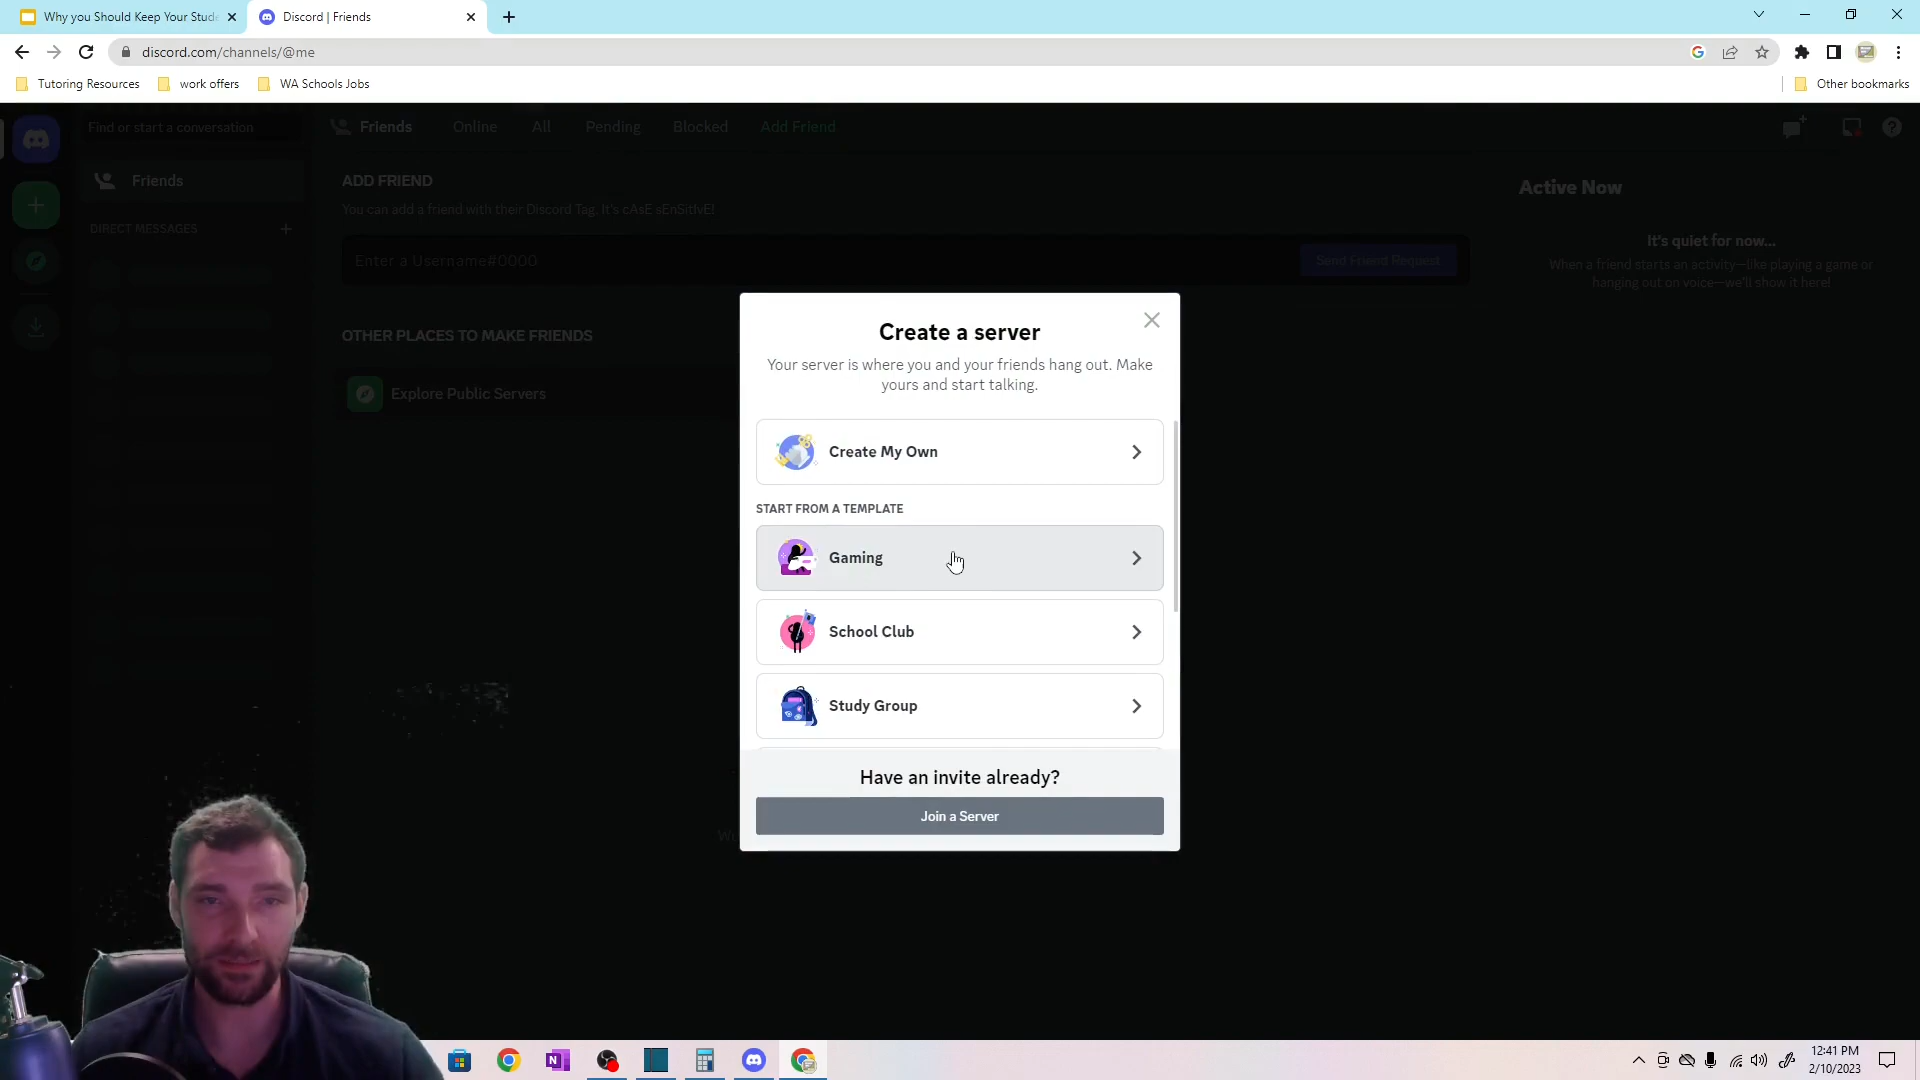 Why you Should Keep Your Stude
Discord | Friends
discord.com/channels/@me
Tutoring Resources
work offers
WA Schools Jobs
Other bookmarks
Find or start a conversation
Friends
Online
All
Pending
Blocked
Add Friend
Friends
DIRECT MESSAGES
ADD FRIEND
You can add a friend with their Discord Tag. It's cAsE sEnSitIvE!
Enter a Username#0000
Send Friend Request
OTHER PLACES TO MAKE FRIENDS
Explore Public Servers
Active Now
It's quiet for now...
When a friend starts an activity—like playing a game or
hanging out on voice—we'll show it here!
Create a server
Your server is where you and your friends hang out. Make
yours and start talking.
Create My Own
START FROM A TEMPLATE
Gaming
School Club
Study Group
Have an invite already?
Join a Server
12:41 PM
2/10/2023